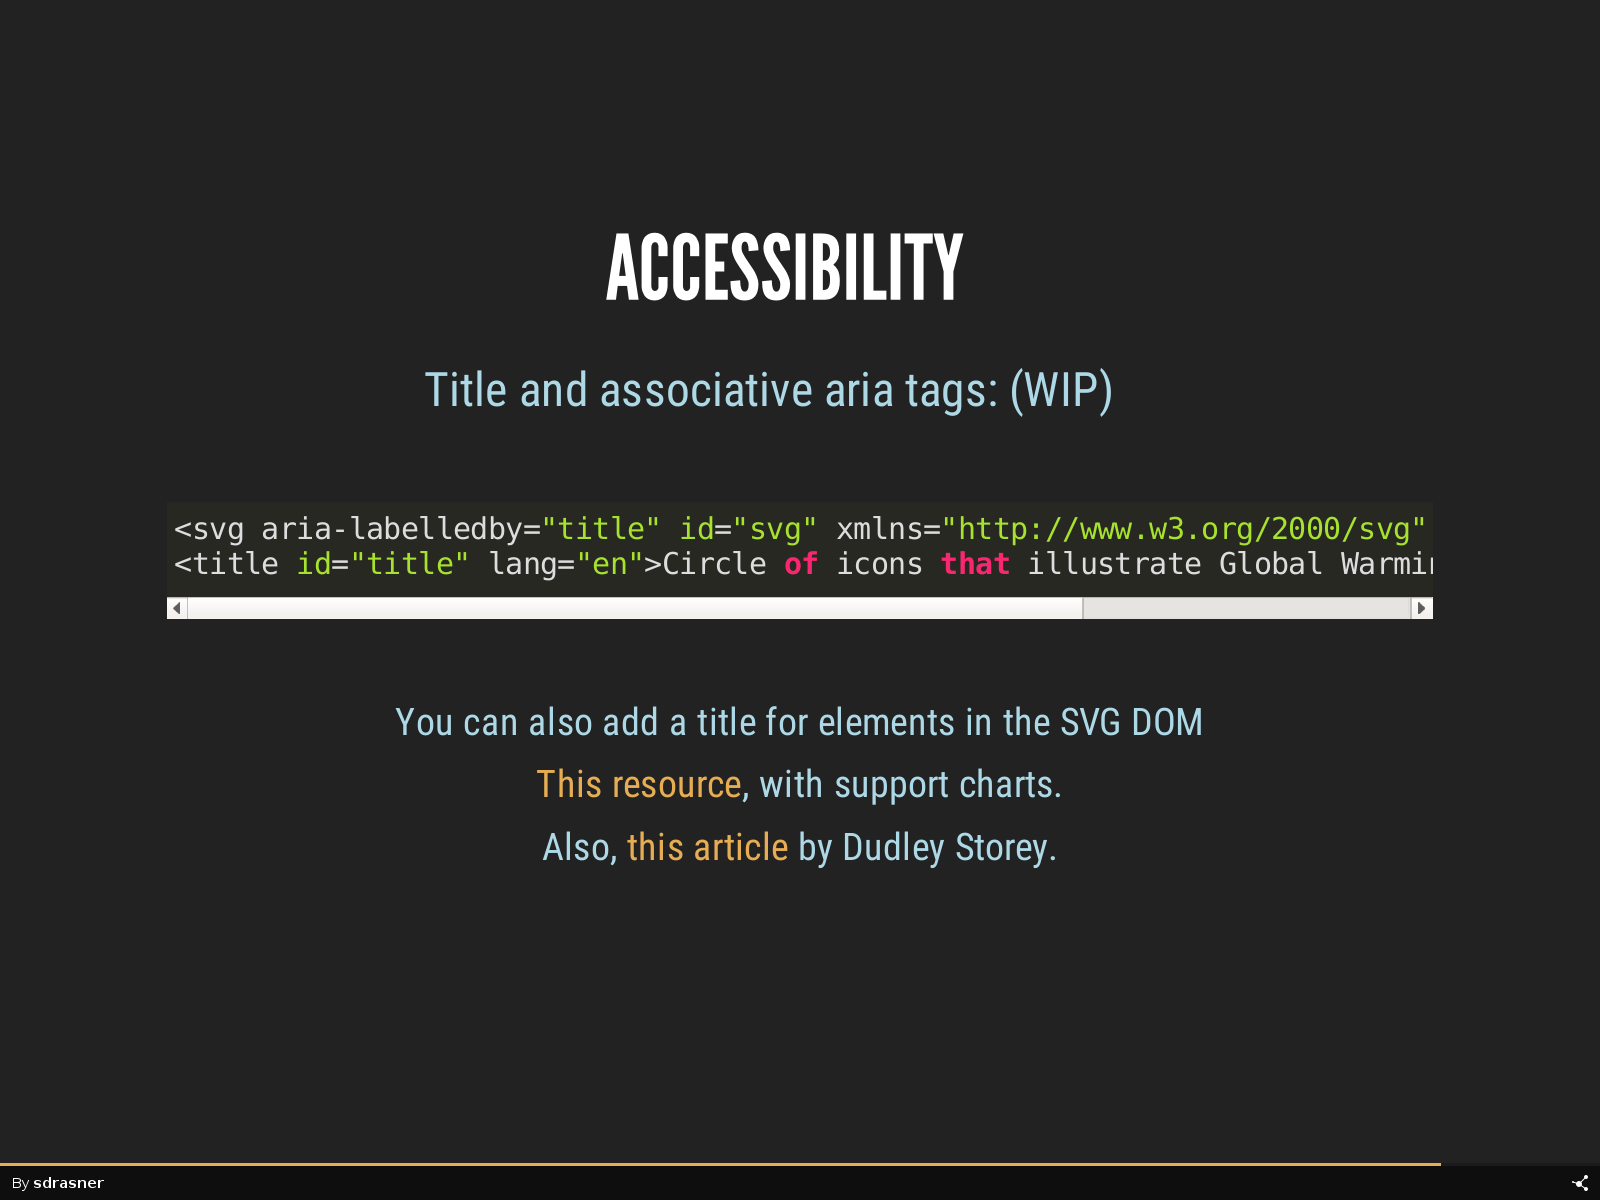 ACCESSIBILITY
Title and associative aria tags: (WIP)
<svg aria-labelledby="title" id="svg" xmlns="http://www.w3.org/2000/svg"
<title id="title" lang="en">Circle of icons that illustrate Global
You can also add a title for elements in the SVG DOM
This resource, with support charts.
Also, this article by Dudley Storey.
By sdrasner